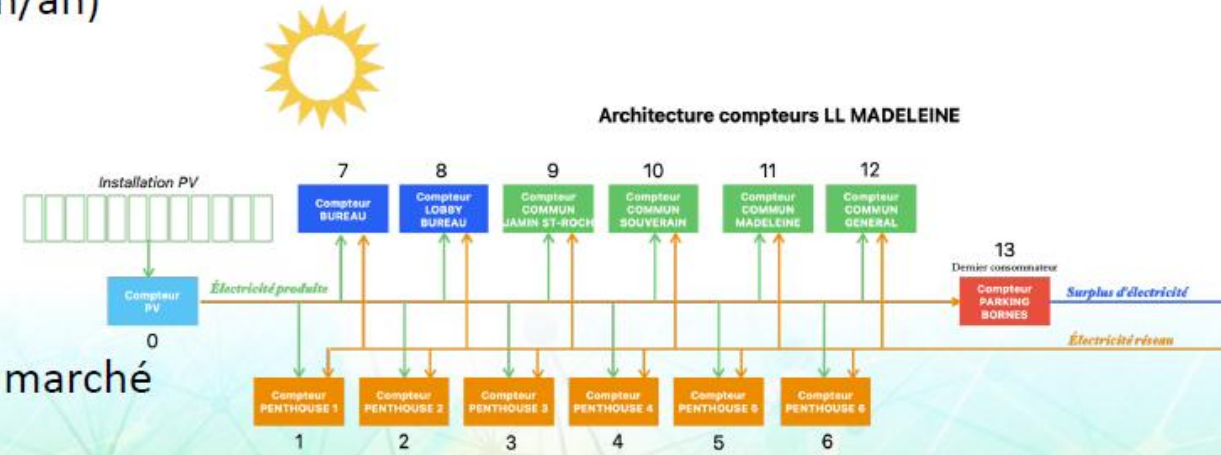 n/an)
Architecture compteurs LL MADELEINE
Installation PV
7
8
9
10
11
12
Compteur
BUREAU
Compteur
LOBBY
BUREAU
Compteur
COMMUN
JAMIN ST-ROCH
Compteur
COMMUN
SOUVERAIN
Compteur
COMMUN
MADELEINE
Compteur
COMMUN
GENERAL
13
Dernier consommateur
Compteur
PARKING
BORNES
Compteur
PV
0
Électricité produite
Surplus d'électricité
Électricité réseau
marché
Compteur
PENTHOUSE 1
Compteur
PENTHOUSE 2
Compteur
PENTHOUSE 3
Compteur
PENTHOUSE 4
Compteur
PENTHOUSE 5
Compteur
PENTHOUSE 6
1
2
3
4
5
6